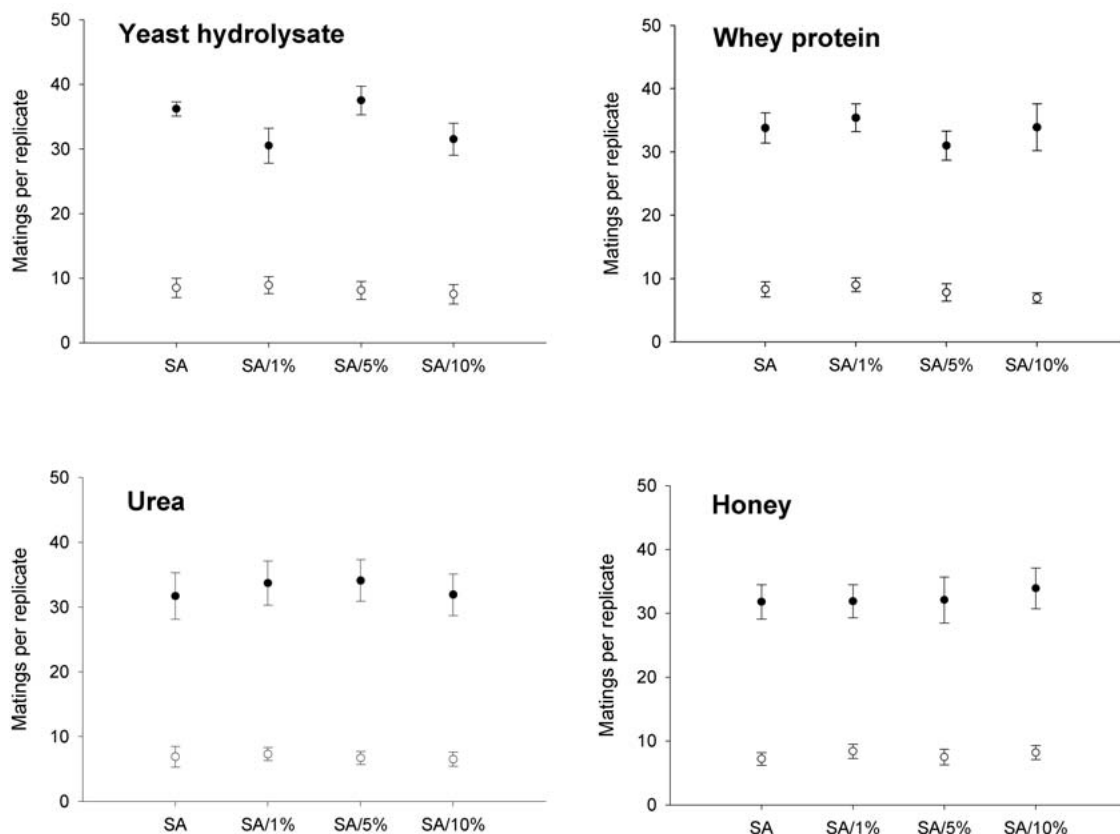 Yeast hydrolysate
Matings per replicate
50
40
30
20
10
0
SA SA/1% SA/5% SA/10%
Whey protein
Matings per replicate
50
40
30
20
10
0
SA SA/1% SA/5% SA/10%
Urea
Matings per replicate
50
40
30
20
10
0
SA SA/1% SA/5% SA/10%
Honey
Matings per replicate
50
40
30
20
10
0
SA SA/1% SA/5% SA/10%